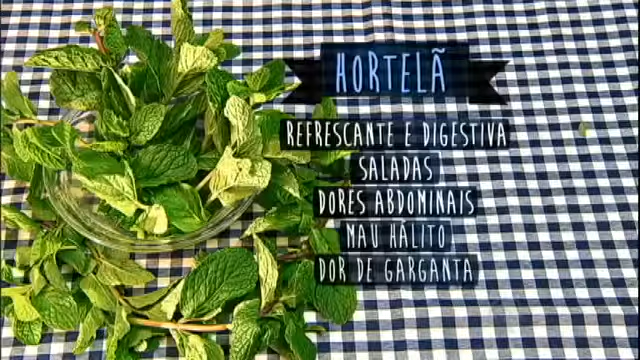 HORTELÃ
REFRESCANTE E DIGESTIVA
SALADAS
DORES ABDOMINAIS
MAU HÁLITO
DOR DE GARGANTA